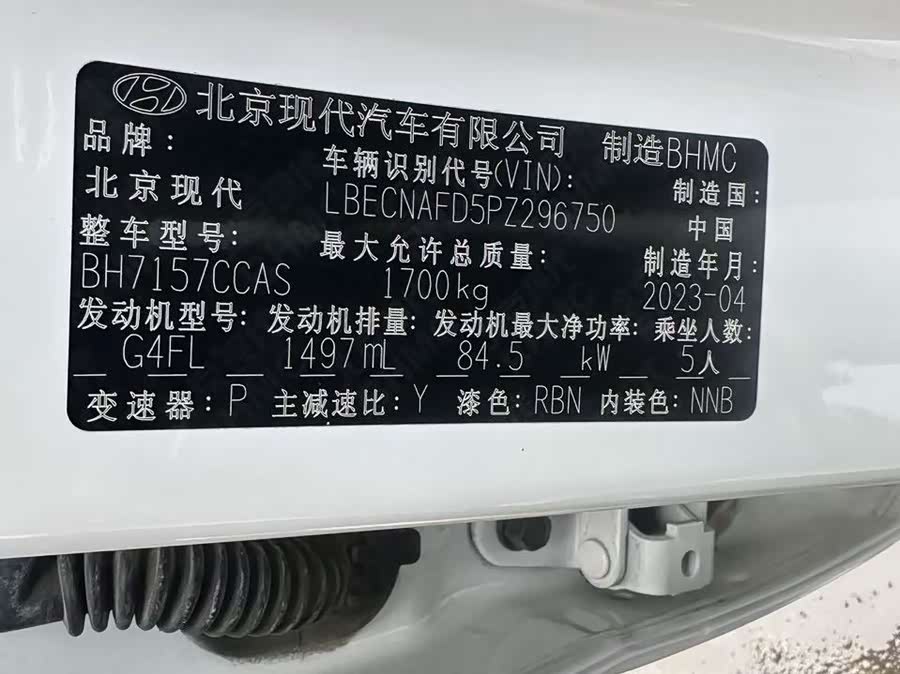 北京现代汽车有限公司 制造BHMC
品牌: 车辆识别代号(VIN): 制造国:
北京现代 LBECNAFD5PZ296750 中国
整车型号: 最大允许总质量: 制造年月:
BH7157CCAS 1700kg 2023-04
发动机型号: 发动机排量: 发动机最大净功率: 乘坐人数:
G4FL 1497mL 84.5 kW 5人
变速器: P 主减速比: Y 漆色: RBN 内装色: NNB